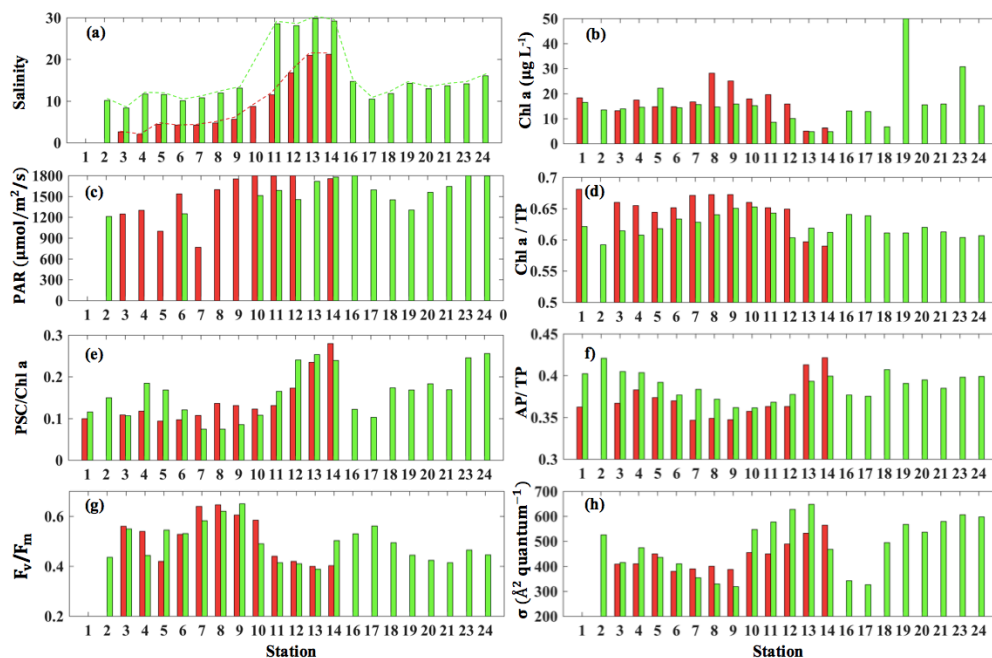 (a)
Salinity
30
20
10
0
1 2 3 4 5 6 7 8 9 10 11 12 13 14 16 17 18 19 20 21 23 24
(b)
Chl a (µg L-1)
50
40
30
20
10
0
1 2 3 4 5 6 7 8 9 10 11 12 13 14 16 17 18 19 20 21 23 24
(c)
PAR (µmol/m²/s)
1800
1500
1200
900
600
300
0
1 2 3 4 5 6 7 8 9 10 11 12 13 14 16 17 18 19 20 21 23 24 0
(d)
Chl a / TP
0.7
0.65
0.6
0.55
0.5
1 2 3 4 5 6 7 8 9 10 11 12 13 14 16 17 18 19 20 21 23 24
(e)
PSC/Chl a
0.3
0.2
0.1
0
1 2 3 4 5 6 7 8 9 10 11 12 13 14 16 17 18 19 20 21 23 24
f)
AP/ TP
0.45
0.4
0.35
0.3
1 2 3 4 5 6 7 8 9 10 11 12 13 14 16 17 18 19 20 21 23 24
(g)
Fv/Fm
0.6
0.4
0.2
1 2 3 4 5 6 7 8 9 10 11 12 13 14 16 17 18 19 20 21 23 24
Station
(h)
σ (Å² quantum⁻¹)
700
600
500
400
300
200
1 2 3 4 5 6 7 8 9 10 11 12 13 14 16 17 18 19 20 21 23 24
Station